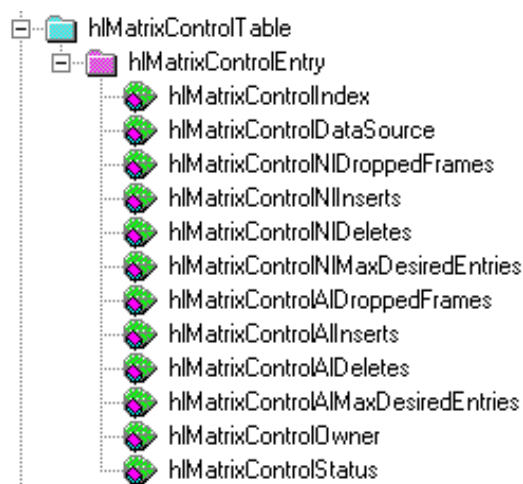 hlMatrixControlTable
hlMatrixControlEntry
hlMatrixControlIndex
hlMatrixControlDataSource
hlMatrixControlNlDroppedFrames
hlMatrixControlNlInserts
hlMatrixControlNlDeletes
hlMatrixControlNlMaxDesiredEntries
hlMatrixControlAlDroppedFrames
hlMatrixControlAlInserts
hlMatrixControlAlDeletes
hlMatrixControlAlMaxDesiredEntries
hlMatrixControlOwner
hlMatrixControlStatus